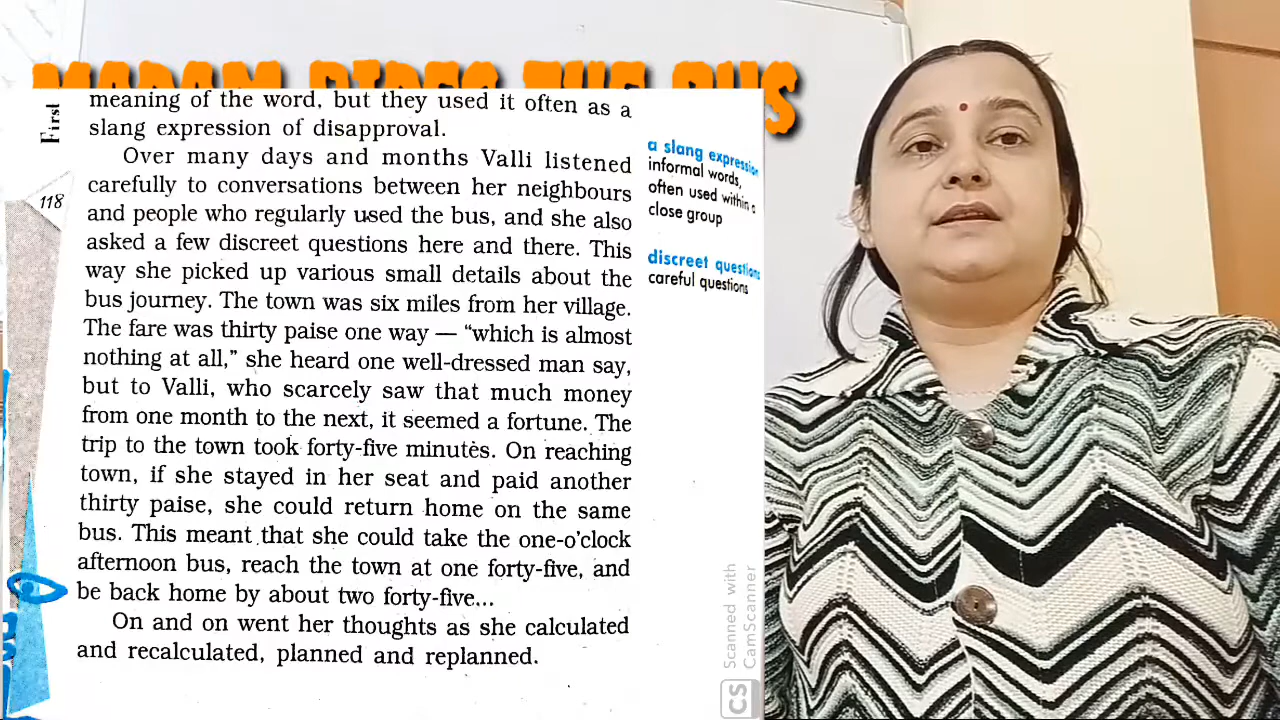 MADAM RIDES THE BUS
First
118
meaning of the word, but they used it often as a
slang expression of disapproval.
Over many days and months Valli listened
carefully to conversations between her neighbours
and people who regularly used the bus, and she also
asked a few discreet questions here and there. This
way she picked up various small details about the
bus journey. The town was six miles from her village.
The fare was thirty paise one way — “which is almost
nothing at all,” she heard one well-dressed man say,
but to Valli, who scarcely saw that much money
from one month to the next, it seemed a fortune. The
trip to the town took forty-five minutes. On reaching
town, if she stayed in her seat and paid another
thirty paise, she could return home on the same
bus. This meant that she could take the one-o’clock
afternoon bus, reach the town at one forty-five, and
be back home by about two forty-five...
On and on went her thoughts as she calculated
and recalculated, planned and replanned.
a slang expression
informal words,
often used within a
close group
discreet questions
careful questions
Scanned with
CamScanner
CS